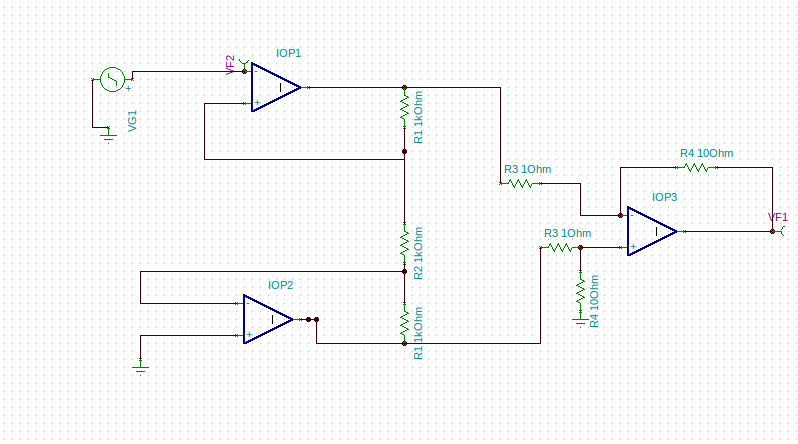 IOP1
VF2
+
VG1
-
+
R1 1kOhm
R4 10Ohm
R3 1Ohm
IOP3
VF1
-
+
R3 1Ohm
R2 1kOhm
R4 10Ohm
IOP2
-
+
R1 1kOhm